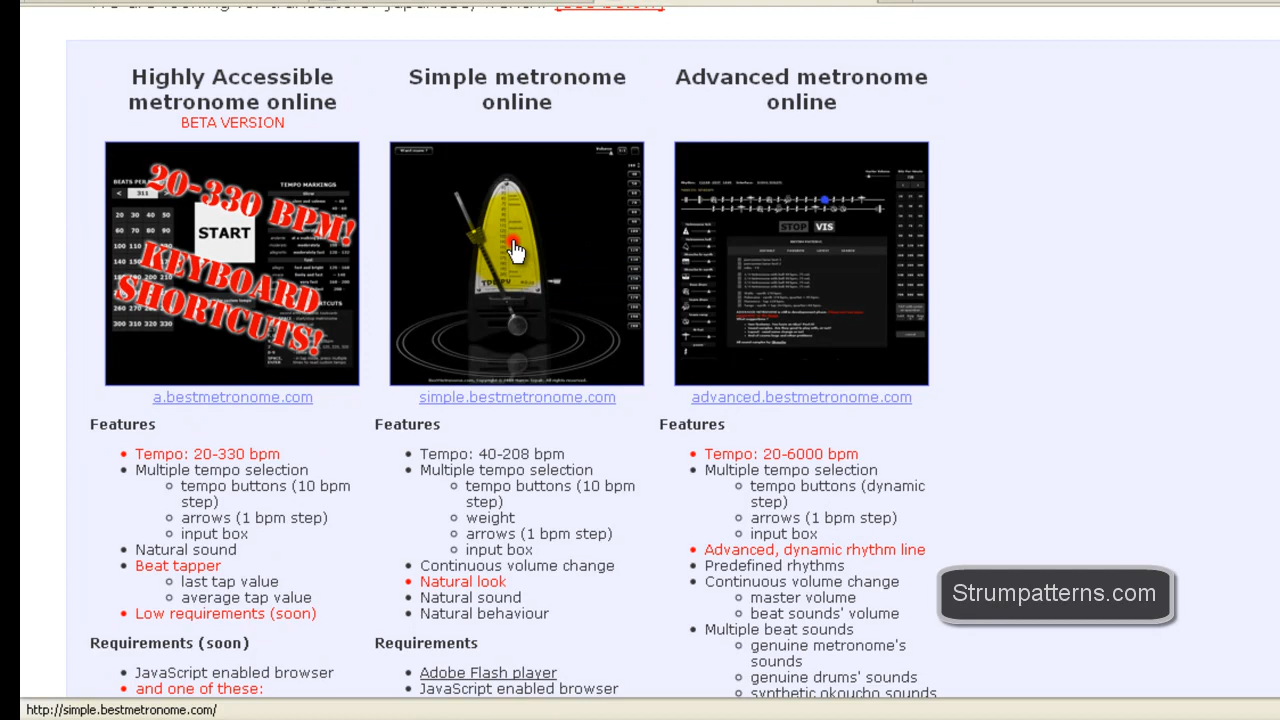 Highly Accessible
metronome online
BETA VERSION
20-330 BPM!
START
KEYBOARD
SHORTCUTS!
BEATS PER
311
TEMPO MARKINGS
a.bestmetronome.com
Features
Tempo: 20-330 bpm
Multiple tempo selection
tempo buttons (10 bpm
step)
arrows (1 bpm step)
input box
Natural sound
Beat tapper
last tap value
average tap value
Low requirements (soon)
Requirements (soon)
JavaScript enabled browser
and one of these:
Simple metronome
online
simple.bestmetronome.com
Features
Tempo: 40-208 bpm
Multiple tempo selection
tempo buttons (10 bpm
step)
weight
arrows (1 bpm step)
input box
Continuous volume change
Natural look
Natural sound
Natural behaviour
Requirements
Adobe Flash player
JavaScript enabled browser
Advanced metronome
online
STOP VIS
advanced.bestmetronome.com
Features
Tempo: 20-6000 bpm
Multiple tempo selection
tempo buttons (dynamic
step)
arrows (1 bpm step)
input box
Advanced, dynamic rhythm line
Predefined rhythms
Continuous volume change
master volume
beat sounds' volume
Multiple beat sounds
genuine metronome's
sounds
genuine drums' sounds
synthetic okoucho sounds
Strumpatterns.com
http://simple.bestmetronome.com/